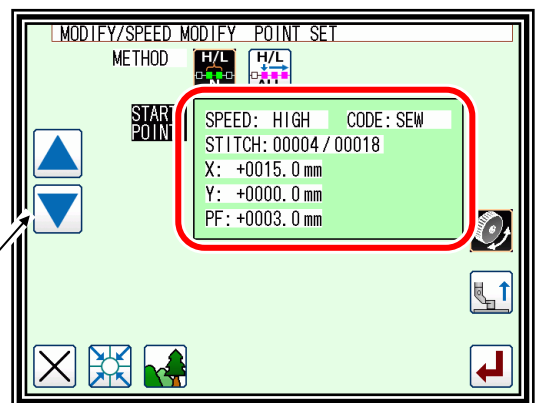 MODIFY/SPEED MODIFY POINT SET
METHOD
H/L
N
H/L
ALL
START
POINT
SPEED: HIGH CODE: SEW
STITCH: 00004/00018
X: +0015.0 mm
Y: +0000.0 mm
PF: +0003.0 mm